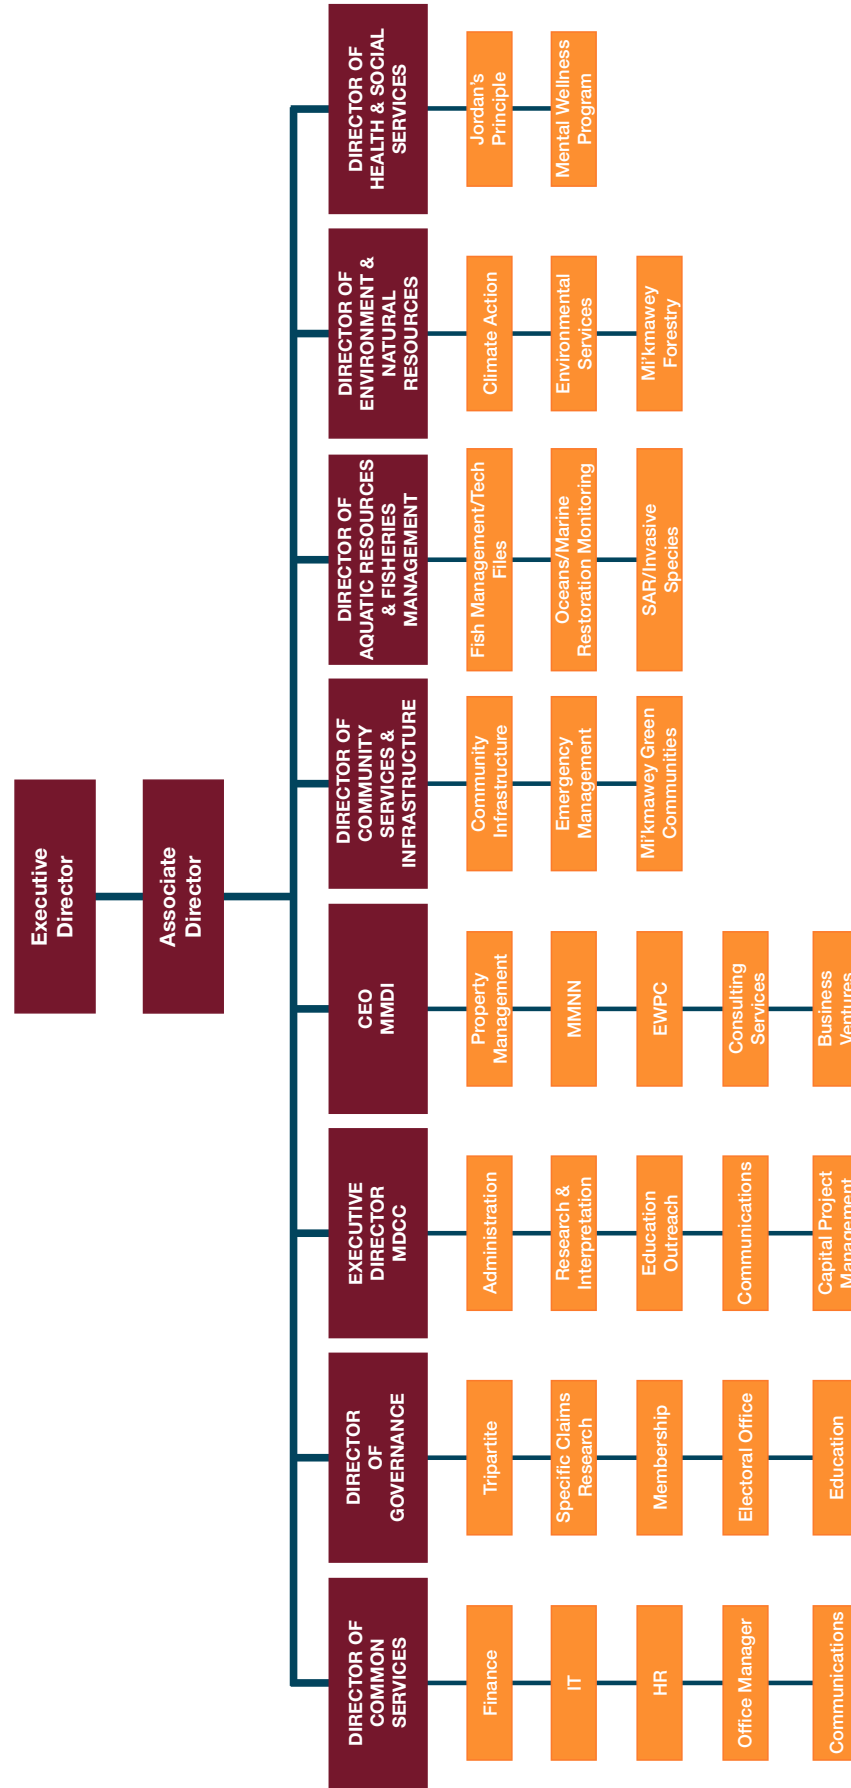 Executive
Director
Associate
Director
DIRECTOR OF
COMMON
SERVICES
Finance
IT
HR
Office Manager
Communications
DIRECTOR
OF
GOVERNANCE
Tripartite
Specific Claims
Research
Membership
Electoral Office
Education
EXECUTIVE
DIRECTOR
MDCC
Administration
Research &
Interpretation
Education
Outreach
Communications
Capital Project
Management
CEO
MMDI
Property
Management
MMNN
EWPC
Consulting
Services
Business
Ventures
DIRECTOR OF
COMMUNITY
SERVICES &
INFRASTRUCTURE
Community
Infrastructure
Emergency
Management
Mi'kmawey Green
Communities
DIRECTOR OF
AQUATIC RESOURCES
& FISHERIES
MANAGEMENT
Fish Management/Tech
Files
Oceans/Marine
Restoration Monitoring
SAR/Invasive
Species
DIRECTOR OF
ENVIRONMENT &
NATURAL
RESOURCES
Climate Action
Environmental
Services
Mi'kmawey
Forestry
DIRECTOR OF
HEALTH & SOCIAL
SERVICES
Jordan's
Principle
Mental Wellness
Program